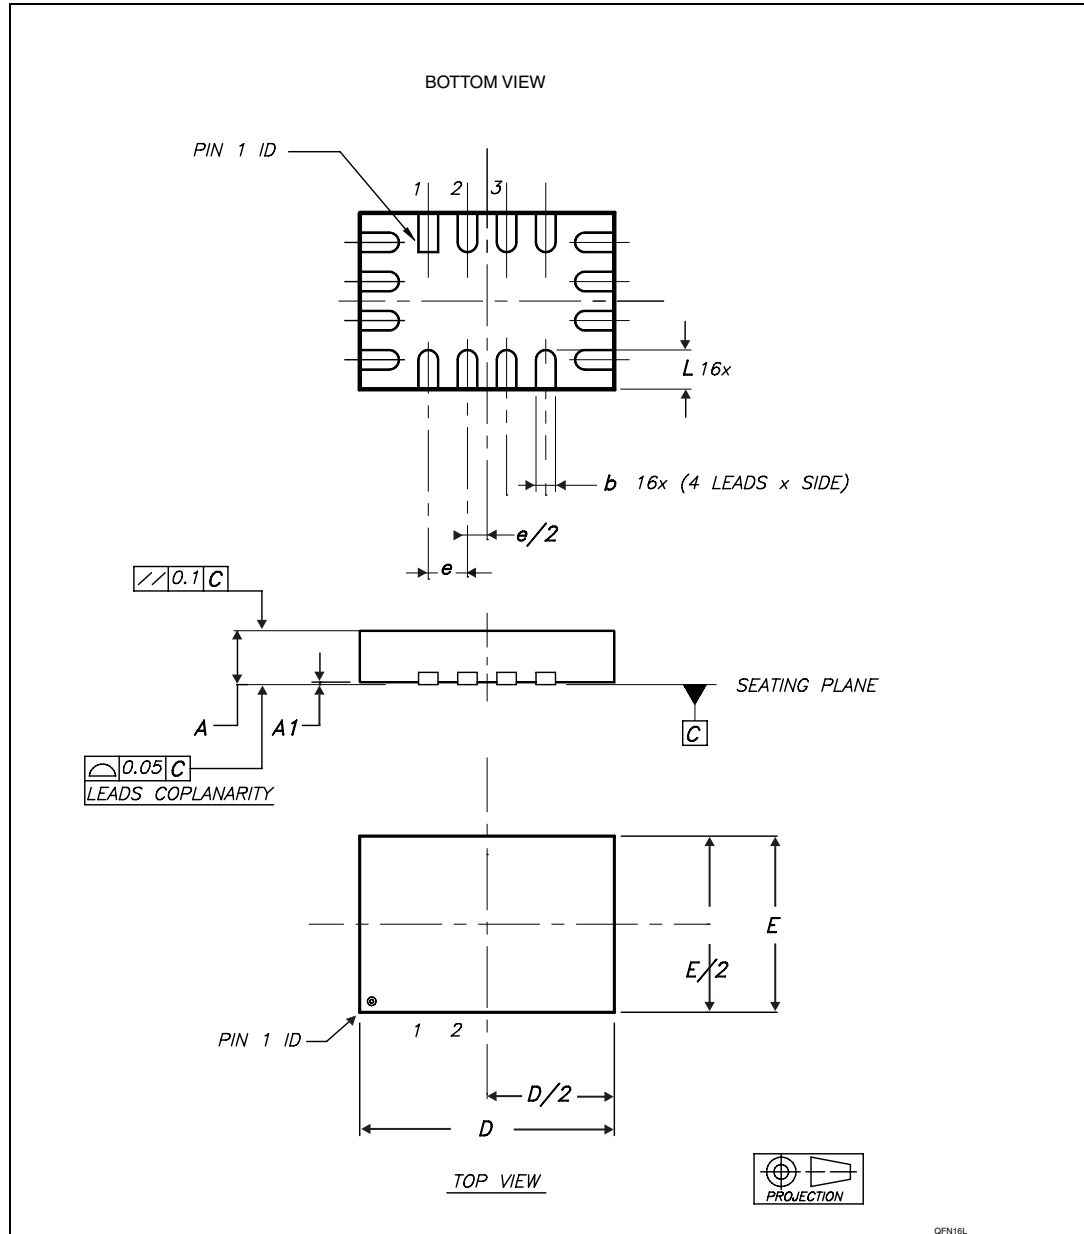 BOTTOM VIEW
PIN 1 ID
1 2 3
L 16x
b 16x (4 LEADS x SIDE)
e/2
e
// 0.1 C
SEATING PLANE
A A1
C
0.05 C
LEADS COPLANARITY
E
E/2
PIN 1 ID
1 2
D/2
D
TOP VIEW
PROJECTION
QFN16L